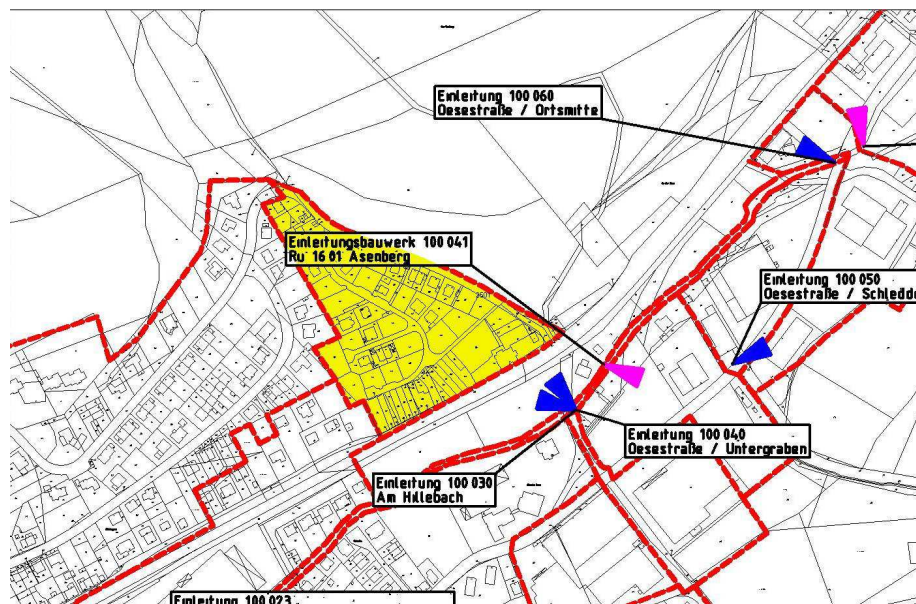 Einleitung 100 060
Oesestraße / Ortsmitte
Einleitungsbauwerk 100 041
Ru 16 01 Asenberg
Einleitung 100 050
Oesestraße / Schledde
Einleitung 100 040
Oesestraße / Untergraben
Einleitung 100 030
Am Hillebach
Einleitung 100 023